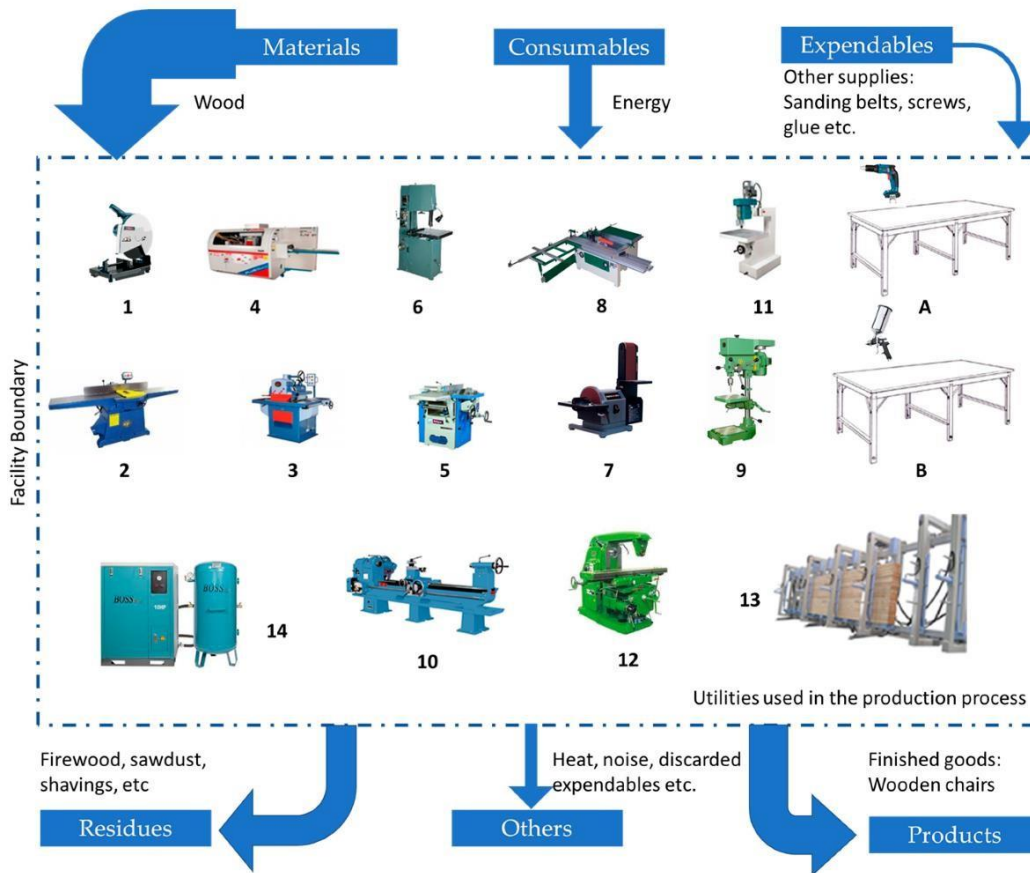 Materials
Consumables
Expendables
Wood
Energy
Other supplies:
Sanding belts, screws,
glue etc.
Facility Boundary
1
4
6
8
11
A
2
3
5
7
9
B
BOSS
BOSS
14
10
12
13
Utilities used in the production process
Firewood, sawdust,
shavings, etc
Heat, noise, discarded
expendables etc.
Finished goods:
Wooden chairs
Residues
Others
Products